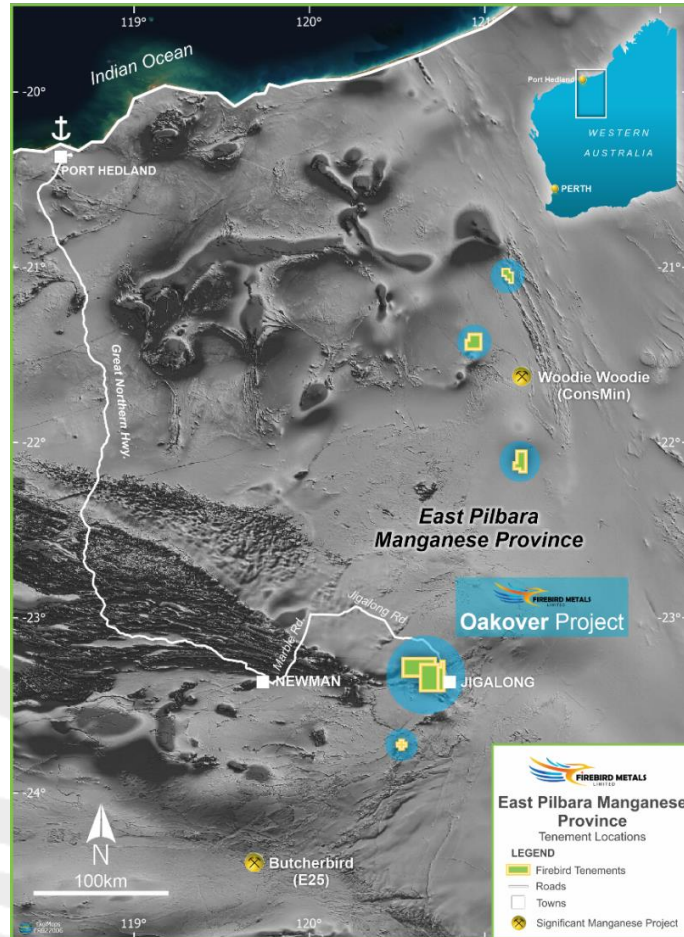 119°
120°
121°
Indian Ocean
-20°
Port Hedland
WESTERN
AUSTRALIA
PERTH
PORT HEDLAND
-21°
-21°
Great Northern Hwy.
Woodie Woodie
(ConsMin)
-22°
-22°
East Pilbara
Manganese Province
FIREBIRD METALS
LIMITED
Oakover Project
-23°
-23°
Marble Rd.
Jigalong Rd
NEWMAN
JIGALONG
-24°
N
100km
Butcherbird
(E25)
119°
120°
FIREBIRD METALS
LIMITED
East Pilbara Manganese
Province
Tenement Locations
LEGEND
Firebird Tenements
Roads
Towns
Significant Manganese Project